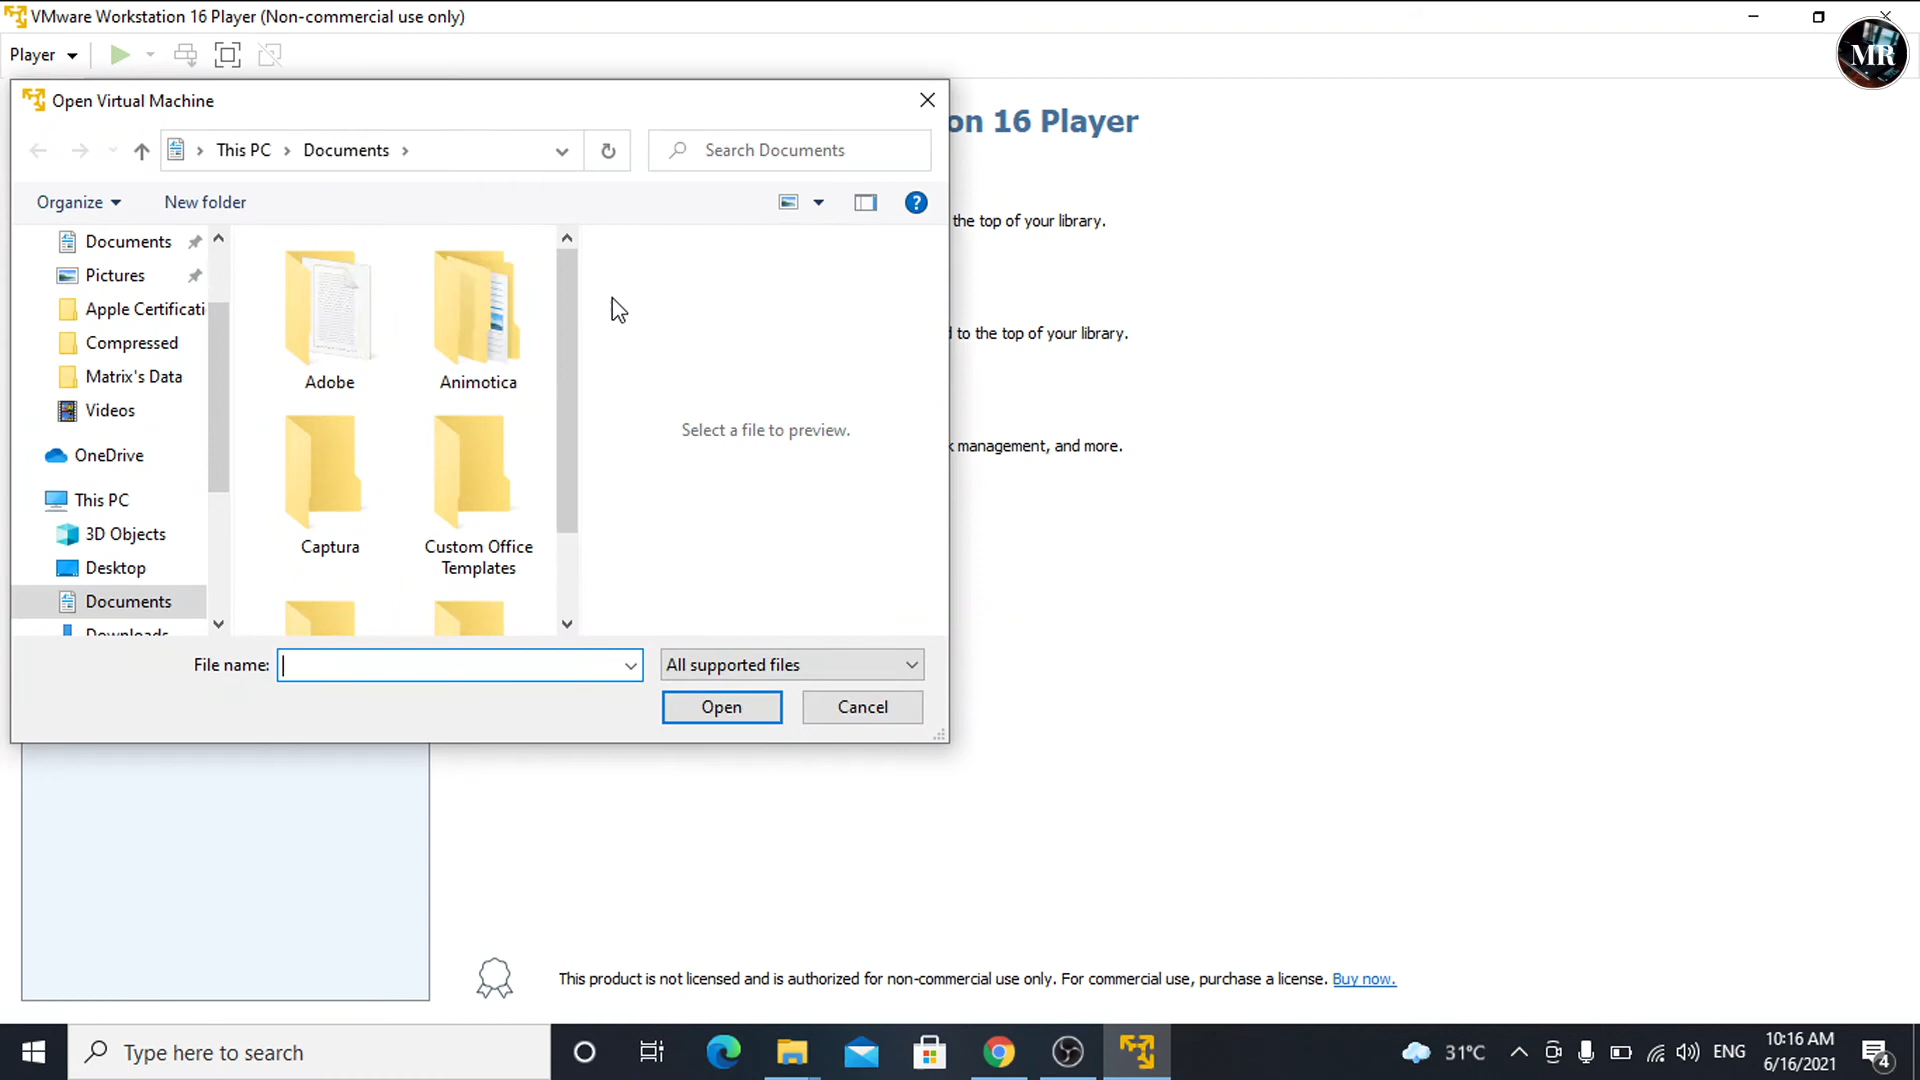 VMware Workstation 16 Player (Non-commercial use only)
Player
MR
Open Virtual Machine
on 16 Player
This PC
Documents
Search Documents
Organize
New folder
the top of your library.
Documents
Pictures
Apple Certificati
Compressed
Matrix's Data
Videos
OneDrive
This PC
3D Objects
Desktop
Documents
Downloads
Adobe
Animotica
Captura
Custom Office
Templates
Select a file to preview.
to the top of your library.
k management, and more.
File name:
All supported files
Open
Cancel
This product is not licensed and is authorized for non-commercial use only. For commercial use, purchase a license. Buy now.
Type here to search
31°C
ENG
10:16 AM
6/16/2021
4